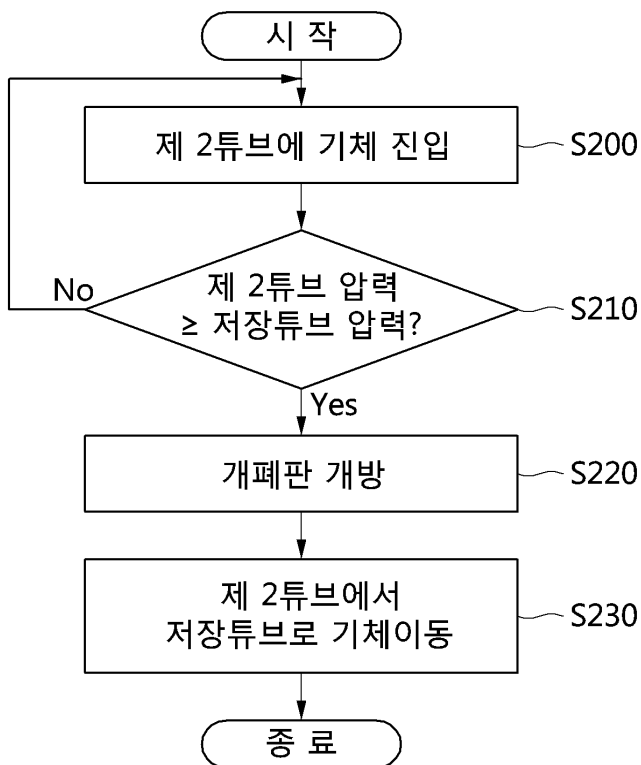 시 작
제 2튜브에 기체 진입
S200
제 2튜브 압력
≥ 저장튜브 압력?
S210
No
Yes
개폐판 개방
S220
제 2튜브에서
저장튜브로 기체이동
S230
종 료